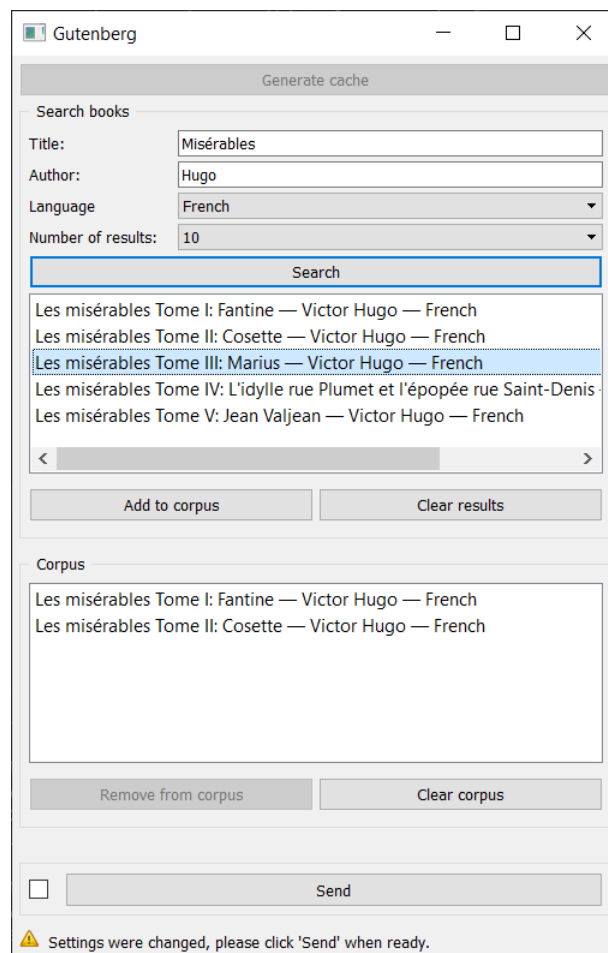 Gutenberg
Generate cache
Search books
Title: Misérables
Author: Hugo
Language French
Number of results: 10
Search
Les misérables Tome I: Fantine — Victor Hugo — French
Les misérables Tome II: Cosette — Victor Hugo — French
Les misérables Tome III: Marius — Victor Hugo — French
Les misérables Tome IV: L'idylle rue Plumet et l'épopée rue Saint-Denis -
Les misérables Tome V: Jean Valjean — Victor Hugo — French
Add to corpus Clear results
Corpus
Les misérables Tome I: Fantine — Victor Hugo — French
Les misérables Tome II: Cosette — Victor Hugo — French
Remove from corpus Clear corpus
Send
Settings were changed, please click 'Send' when ready.